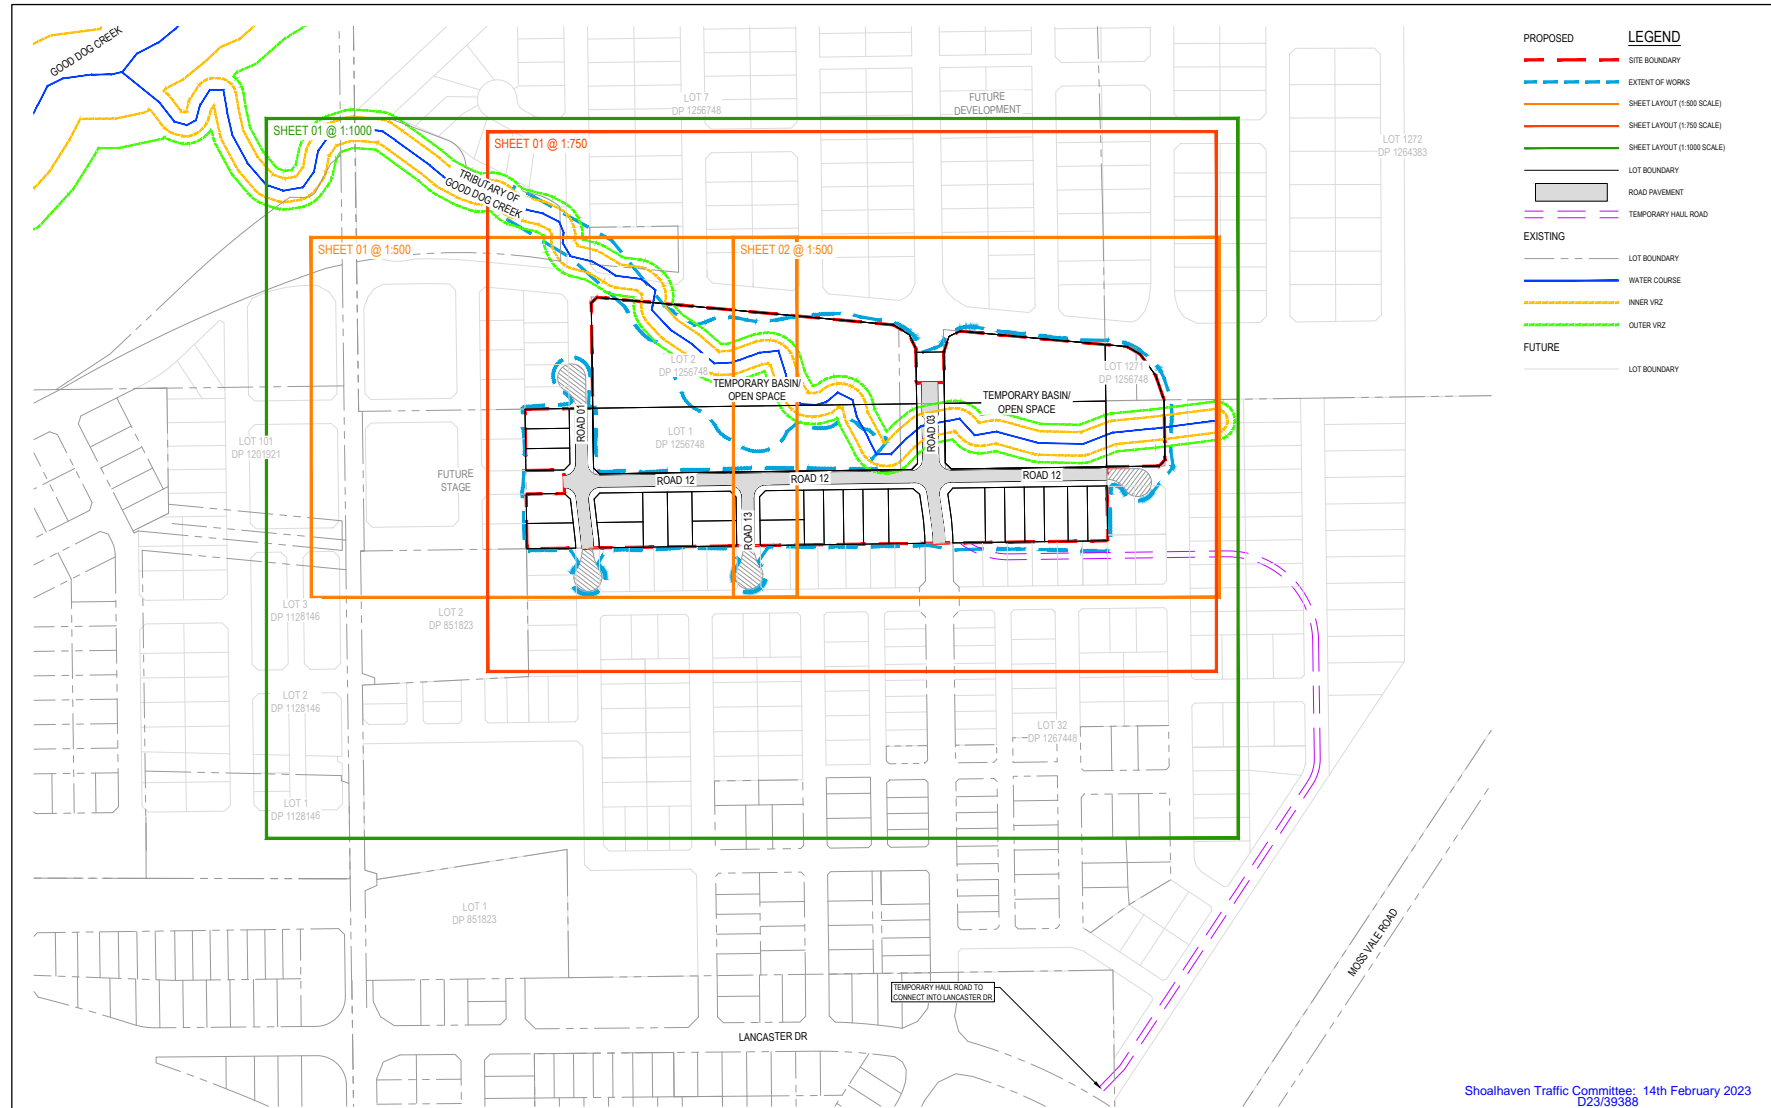 GOOD DOG CREEK
LOT 7
DP 1256748
FUTURE
DEVELOPMENT
LOT 1272
DP 1264383
SHEET 01 @ 1:1000
SHEET 01 @ 1:750
TRIBUTARY OF
GOOD DOG CREEK
SHEET 01 @ 1:500
SHEET 02 @ 1:500
LOT 2
DP 1256748
TEMPORARY BASIN/
OPEN SPACE
TEMPORARY BASIN/
OPEN SPACE
LOT 1271
DP 1256748
LOT 1
DP 1256748
ROAD 01
ROAD 03
LOT 101
DP 1201921
FUTURE
STAGE
ROAD 12
ROAD 12
ROAD 12
ROAD 13
LOT 3
DP 1128146
LOT 2
DP 851823
LOT 2
DP 1128146
LOT 32
DP 1267448
LOT 1
DP 1128146
LOT 1
DP 851823
MOSS VALE ROAD
TEMPORARY HAUL ROAD TO
CONNECT INTO LANCASTER DR
LANCASTER DR
PROPOSED
LEGEND
SITE BOUNDARY
EXTENT OF WORKS
SHEET LAYOUT (1:500 SCALE)
SHEET LAYOUT (1:750 SCALE)
SHEET LAYOUT (1:1000 SCALE)
LOT BOUNDARY
ROAD PAVEMENT
TEMPORARY HAUL ROAD
EXISTING
LOT BOUNDARY
WATER COURSE
INNER VRZ
OUTER VRZ
FUTURE
LOT BOUNDARY
Shoalhaven Traffic Committee: 14th February 2023
D23/39388